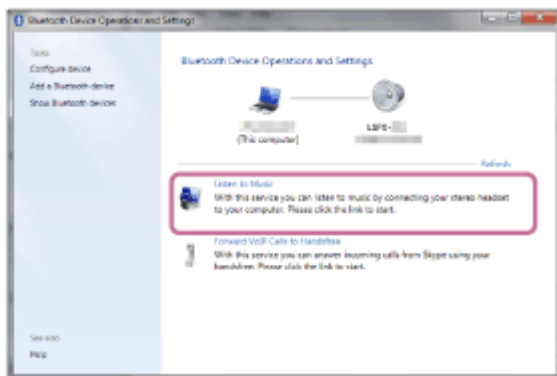 Bluetooth Device Operations and Settings
Tasks
Configure device
Add a Bluetooth device
Show Bluetooth devices
See also
Help
Bluetooth Device Operations and Settings
(This computer)
LSPX-
Refresh
Listen to Music
With this service you can listen to music by connecting your stereo headset
to your computer. Please click the link to start.
Forward VoIP Calls to Handsfree
With this service you can answer incoming calls from Skype using your
handsfree. Please click the link to start.